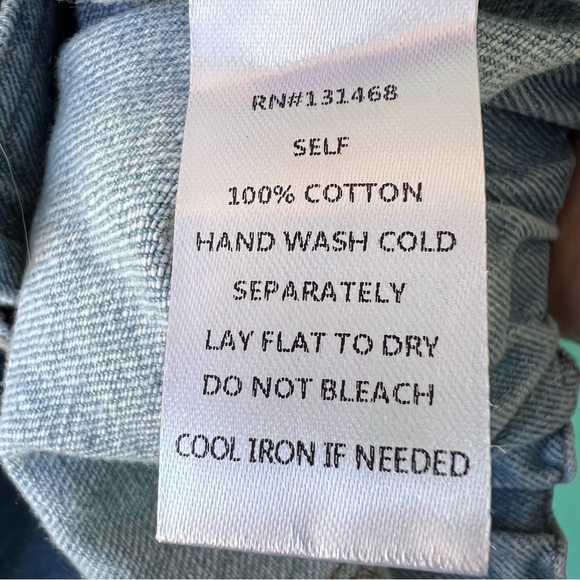 RN#131468
SELF
100% COTTON
HAND WASH COLD
SEPARATELY
LAY FLAT TO DRY
DO NOT BLEACH
COOL IRON IF NEEDED